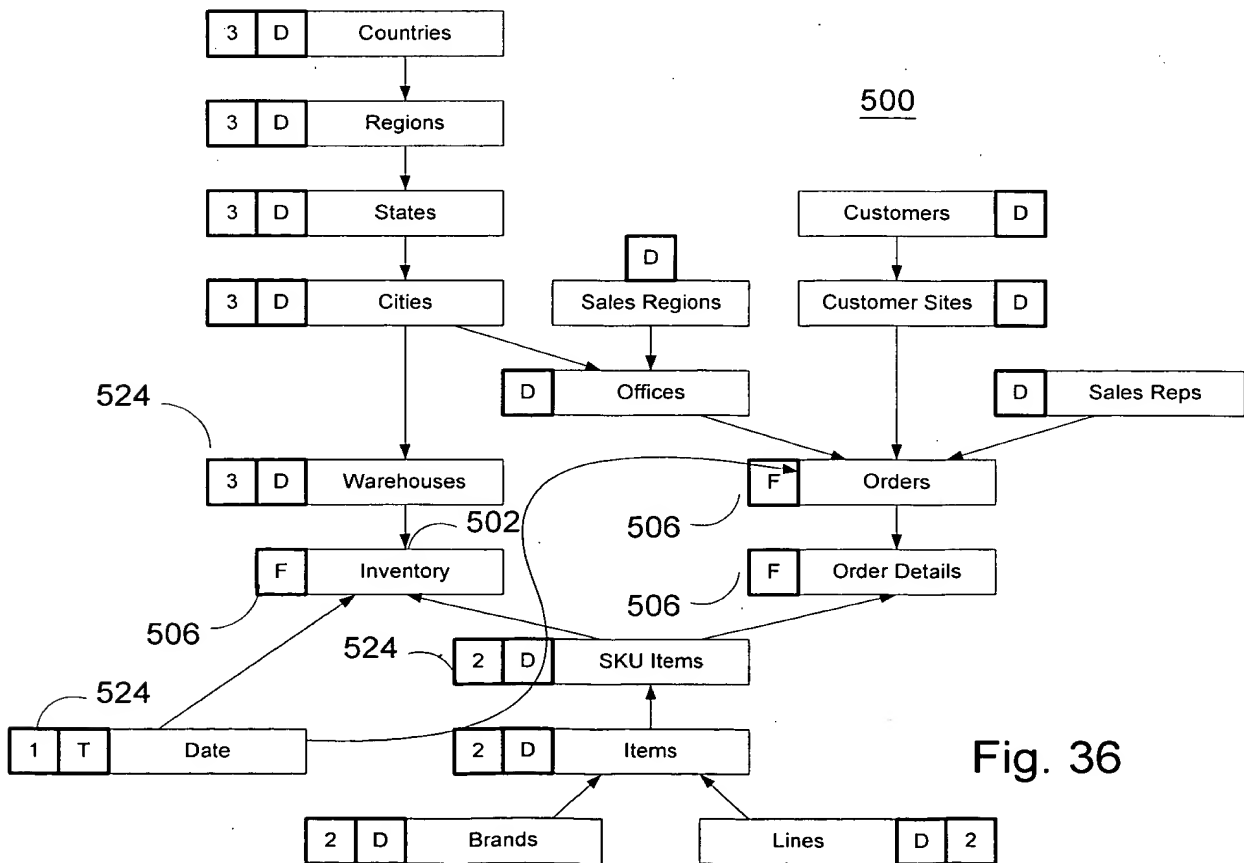 3 D Countries
500
3 D Regions
3 D States
Customers D
D
3 D Cities
Sales Regions
Customer Sites D
524
D Offices
D Sales Reps
3 D Warehouses
F Orders
506
502
F Inventory
F Order Details
506
506
524
2 D SKU Items
524
1 T Date
2 D Items
Fig. 36
2 D Brands
Lines D 2